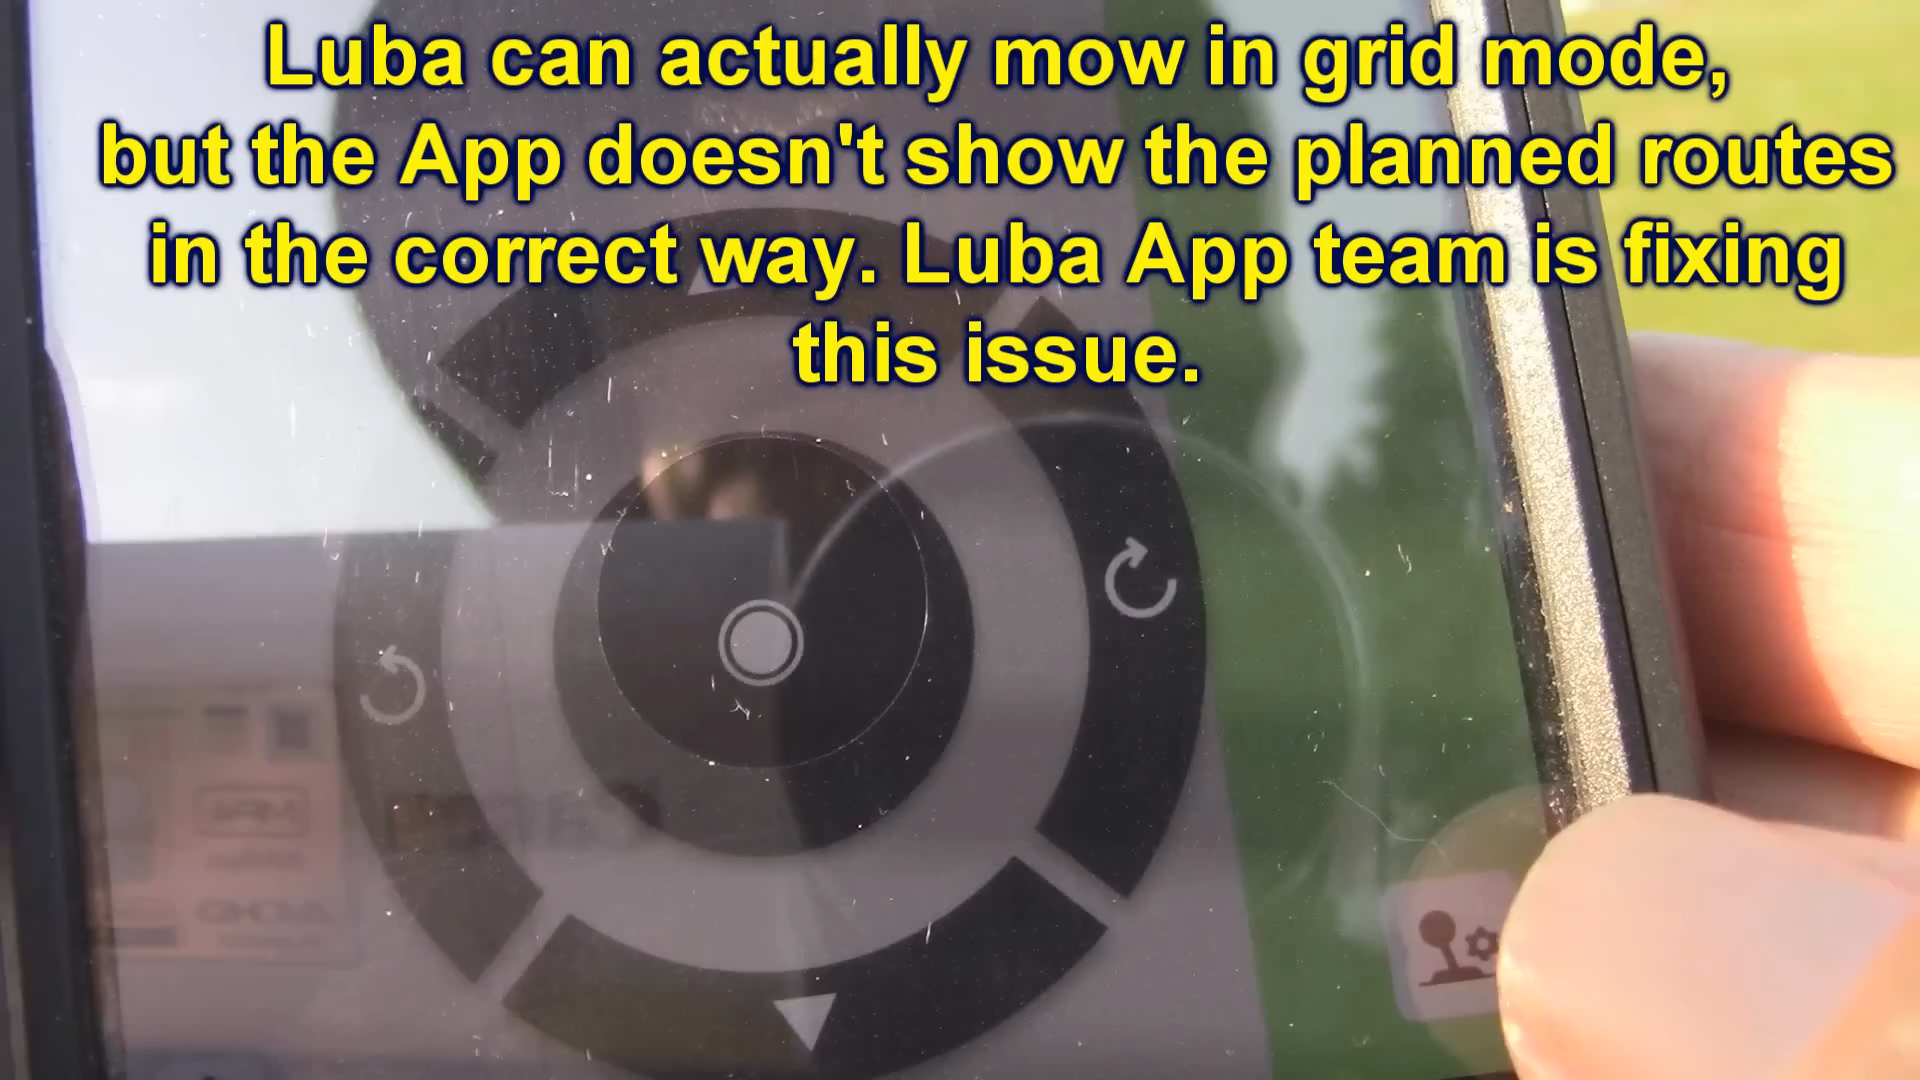 Luba can actually mow in grid mode,
but the App doesn't show the planned routes
in the correct way. Luba App team is fixing
this issue.